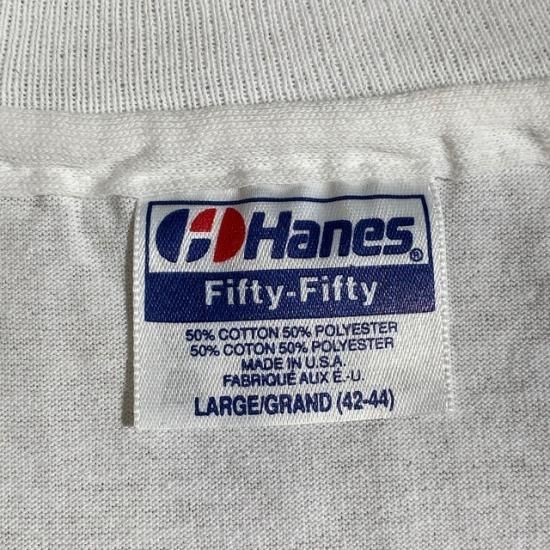 Hanes®
Fifty-Fifty
50% COTTON 50% POLYESTER
50% COTON 50% POLYESTER
MADE IN U.S.A.
FABRIQUÉ AUX É.-U.
LARGE/GRAND (42-44)